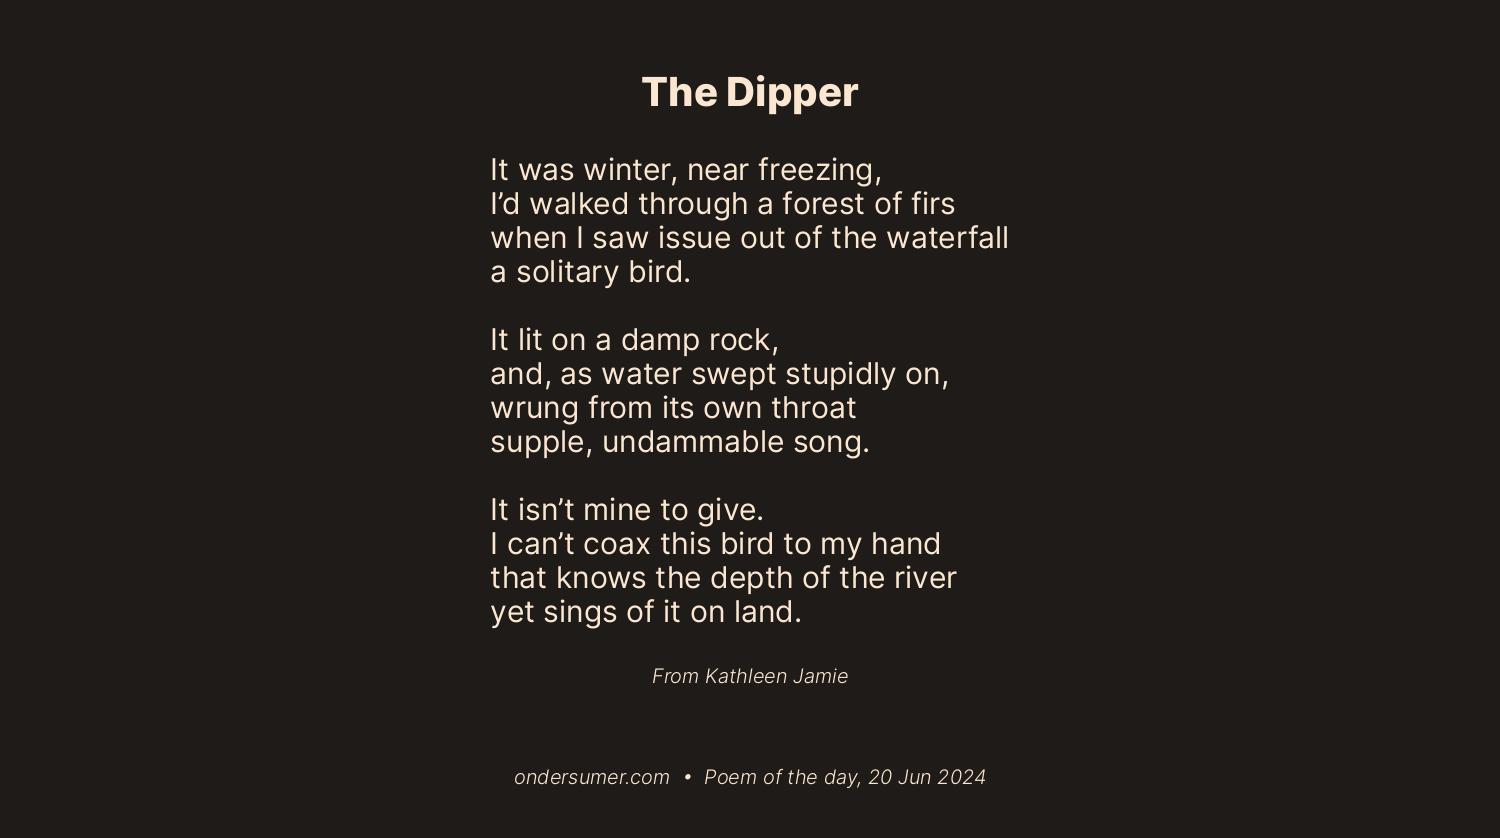 The Dipper
It was winter, near freezing,
I’d walked through a forest of firs
when I saw issue out of the waterfall
a solitary bird.
It lit on a damp rock,
and, as water swept stupidly on,
wrung from its own throat
supple, undammable song.
It isn’t mine to give.
I can’t coax this bird to my hand
that knows the depth of the river
yet sings of it on land.
From Kathleen Jamie
ondersumer.com • Poem of the day, 20 Jun 2024